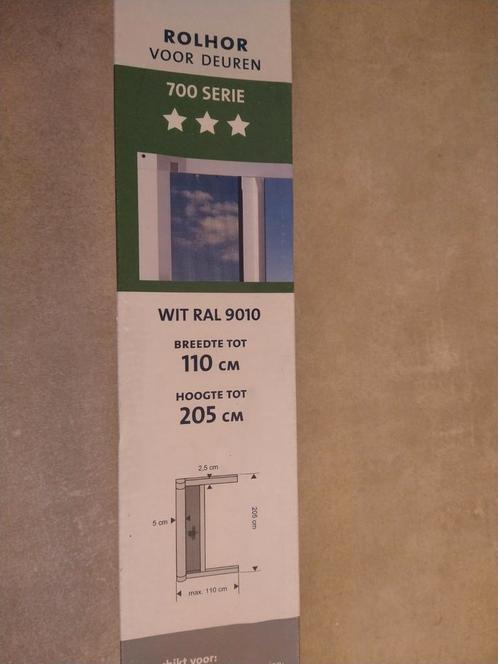 ROLHOR
VOOR DEUREN
700 SERIE
WIT RAL 9010
BREEDTE TOT
110 CM
HOOGTE TOT
205 CM
2,5 cm
5 cm
205 cm
max. 110 cm
voor: